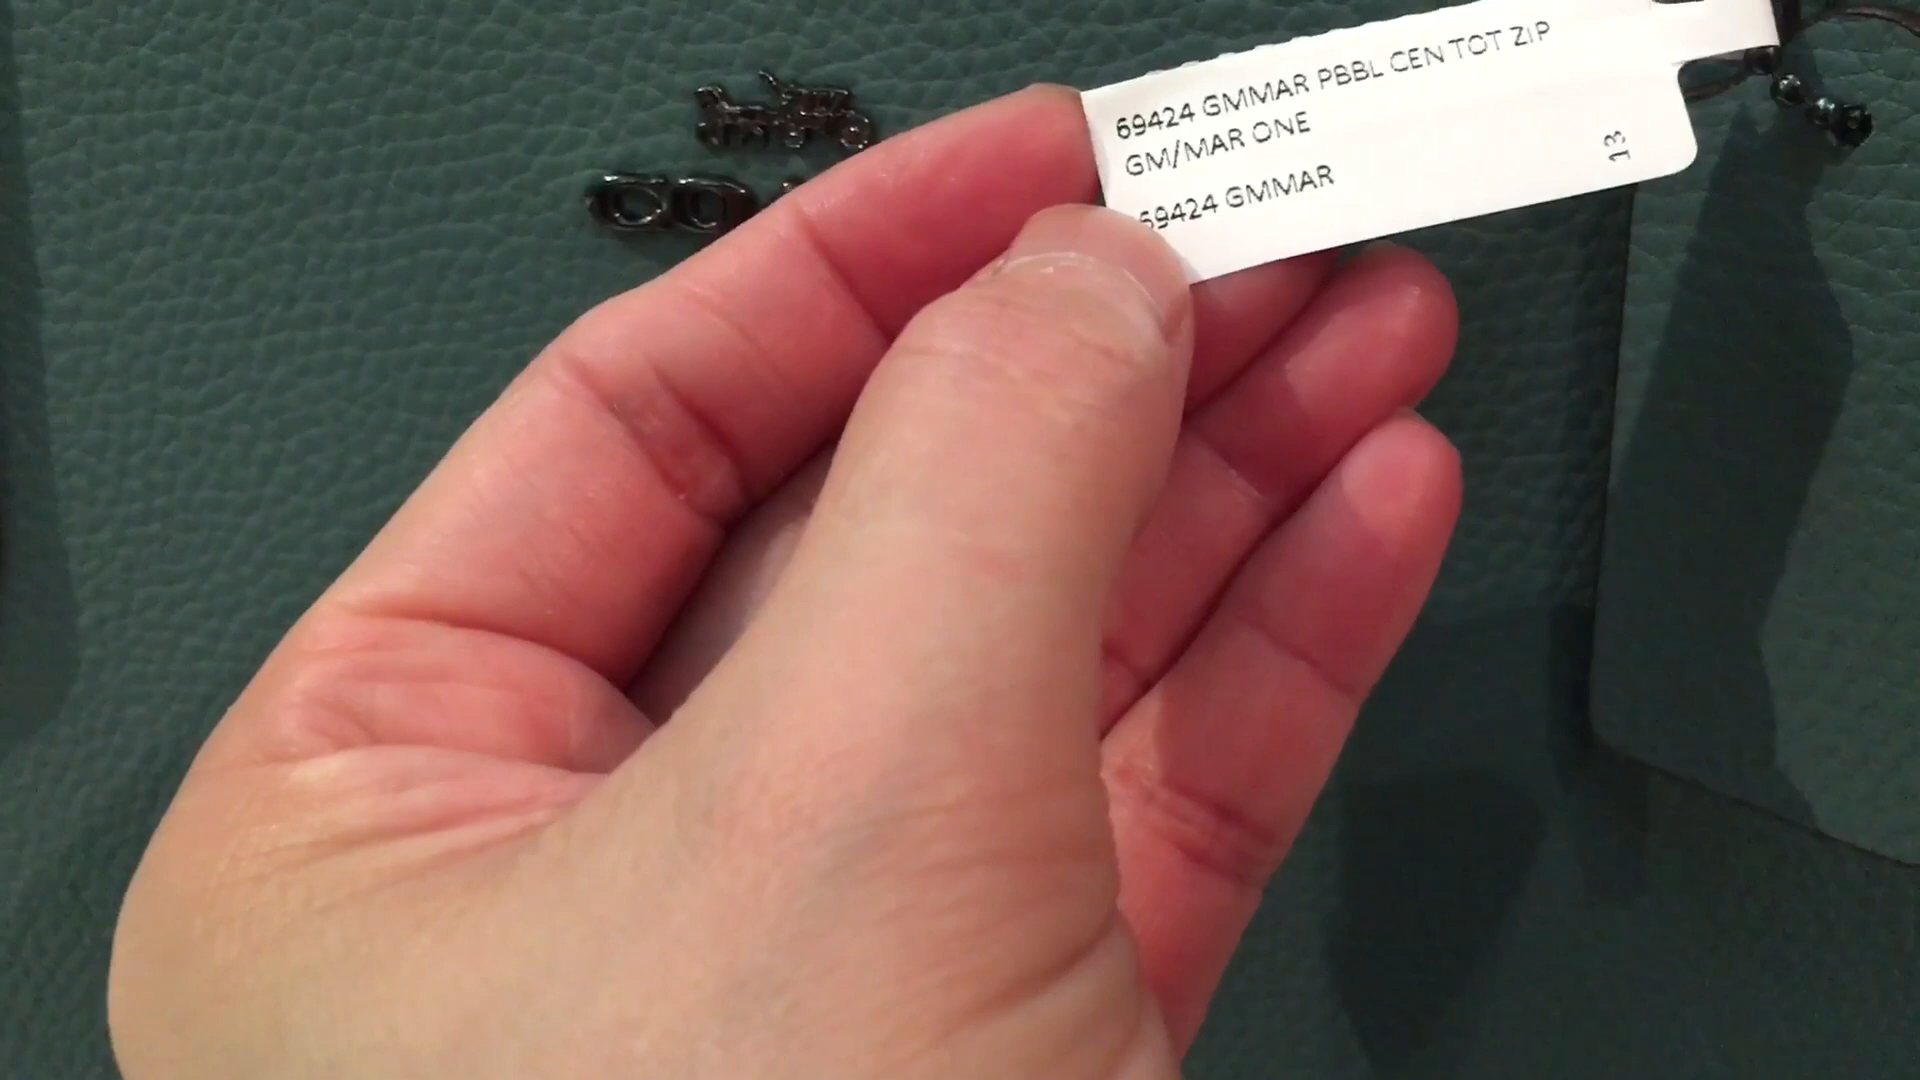 69424 GMMAR PBBL CEN TOT ZIP
GM/MAR ONE
69424 GMMAR
13